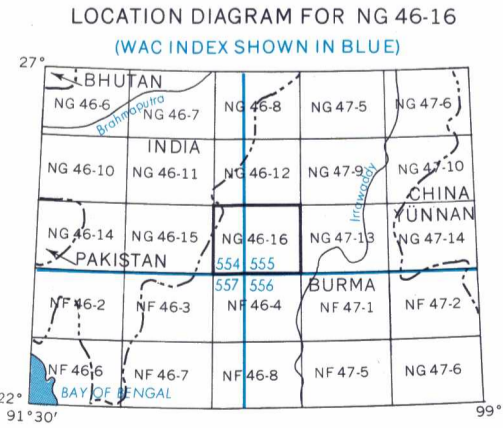 LOCATION DIAGRAM FOR NG 46-16
(WAC INDEX SHOWN IN BLUE)
27°
BHUTAN
NG 46-6
Brahmaputra
NG 46-7
NG 46-8
NG 47-5
NG 47-6
INDIA
NG 46-10
NG 46-11
NG 46-12
NG 47-9
Irrawaddy
NG 47-10
CHINA
YÜNNAN
NG 46-14
NG 46-15
NG 46-16
NG 47-13
NG 47-14
PAKISTAN
554 555
557 556
BURMA
NF 46-2
NF 46-3
NF 46-4
NF 47-1
NF 47-2
NF 46-6
NF 46-7
NF 46-8
NF 47-5
NG 47-6
BAY OF BENGAL
22°
91°30'
99°